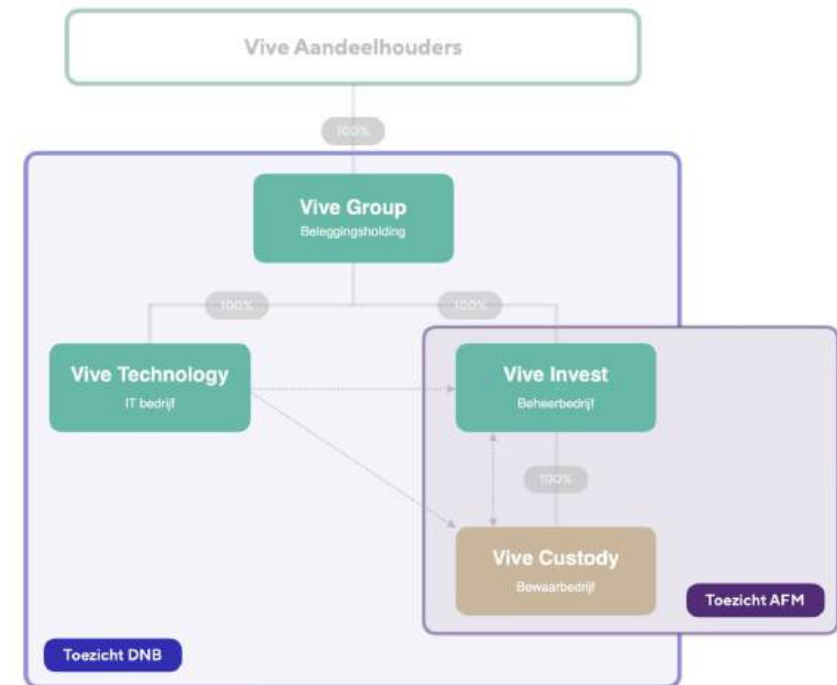 Vive Aandeelhouders
100%
Vive Group
Beleggingsholding
100%
100%
Vive Technology
IT bedrijf
Vive Invest
Beheerbedrijf
100%
Vive Custody
Bewaarbedrijf
Toezicht AFM
Toezicht DNB